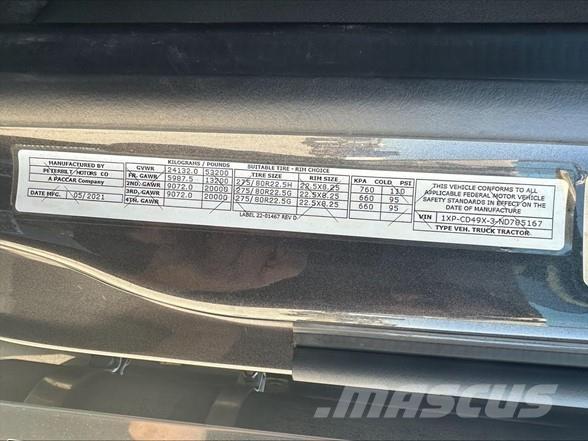 MANUFACTURED BY
PETERBILT MOTORS CO
A PACCAR Company
DATE MFG. 05/2021
KILOGRAMS / POUNDS
GVWR 24132.0 53200
FR. GAWR 5987.5 13200
2ND. GAWR 9072.0 20000
3RD. GAWR 9072.0 20000
4TH. GAWR
SUITABLE TIRE - RIM CHOICE
TIRE SIZE RIM SIZE
275/80R22.5H 22.5X8.25
275/80R22.5G 22.5X8.25
275/80R22.5G 22.5X8.25
KPA COLD PSI
760 110
660 95
660 95
LABEL 22-01467 REV D
THIS VEHICLE CONFORMS TO ALL
APPLICABLE FEDERAL MOTOR VEHICLE
SAFETY STANDARDS IN EFFECT ON THE
DATE OF MANUFACTURE
VIN 1XP-CD49X-3-ND785167
TYPE VEH. TRUCK TRACTOR
MASCUS